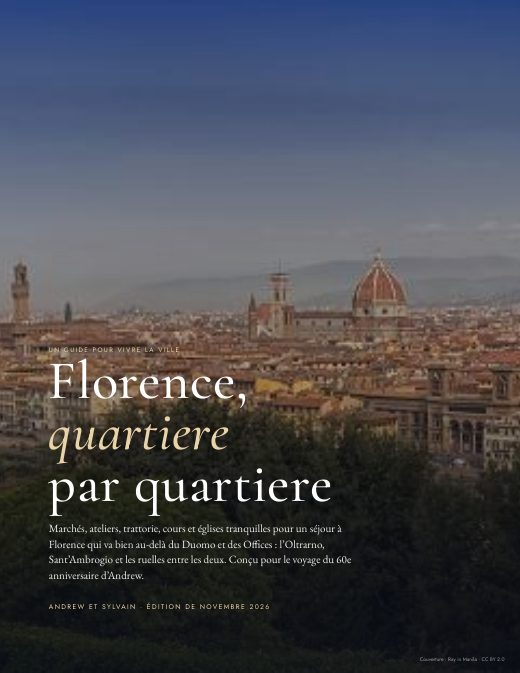 UN GUIDE POUR VIVRE LA VILLE
Florence,
quartiere
par quartiere
Marchés, ateliers, trattorie, cours et églises tranquilles pour un séjour à
Florence qui va bien au-delà du Duomo et des Offices : l’Oltrarno,
Sant’Ambrogio et les ruelles entre les deux. Conçu pour le voyage du 60e
anniversaire d’Andrew.
ANDREW ET SYLVAIN · ÉDITION DE NOVEMBRE 2026
Couverture : Ray in Manila · CC BY 2.0